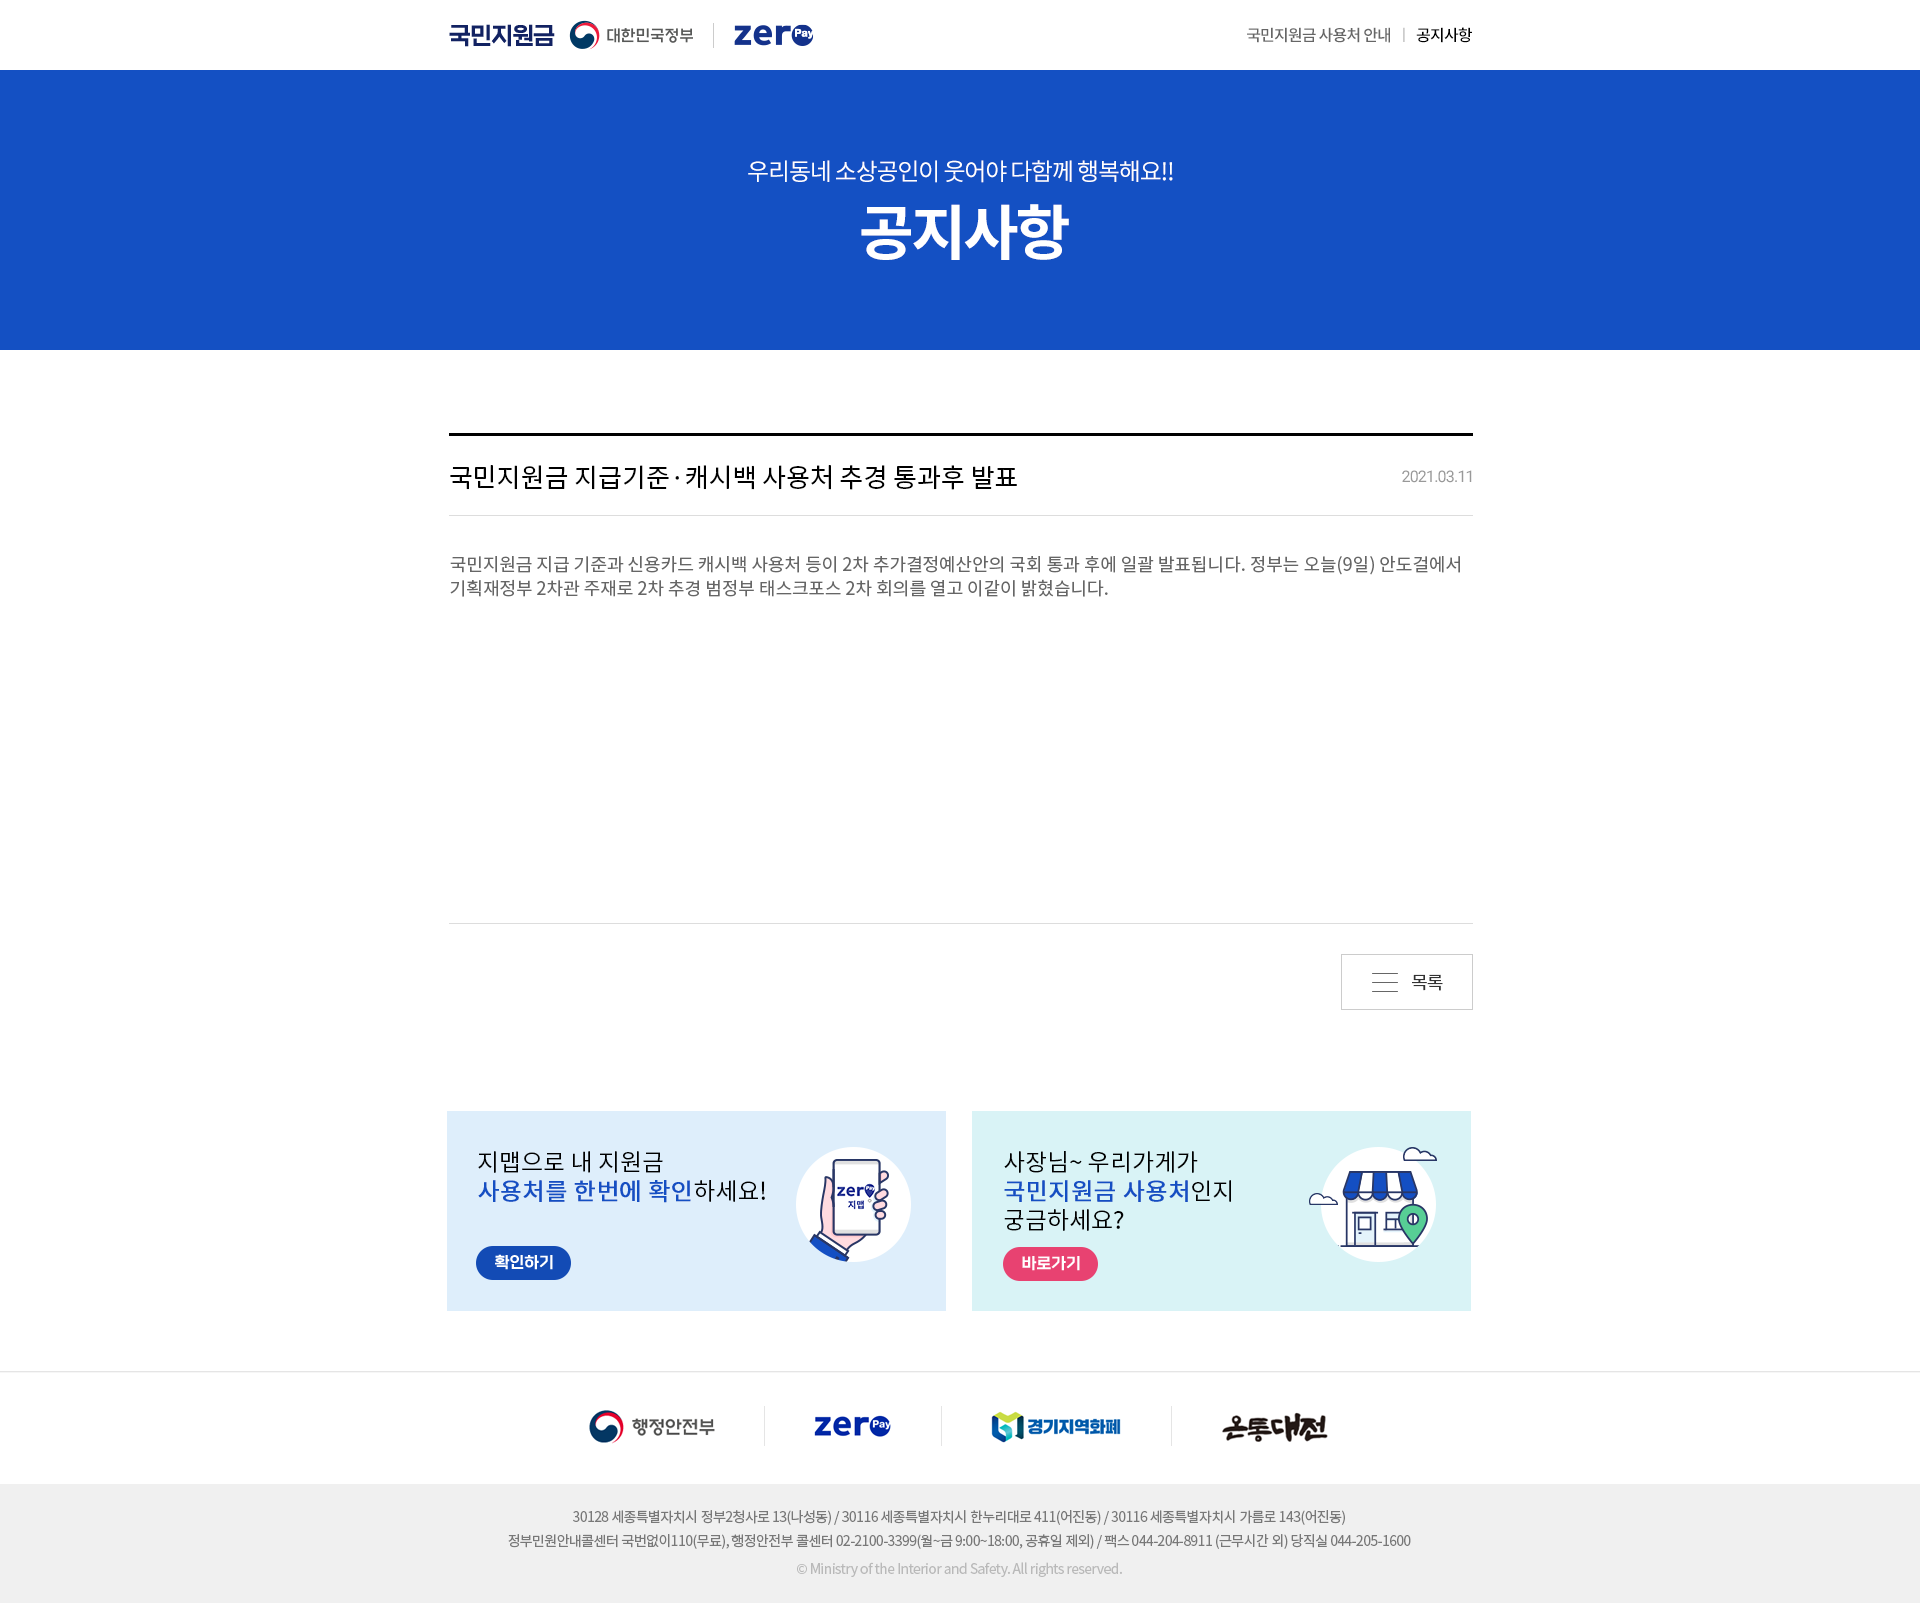 국민지원금 대한민국정부 zeroPay 국민지원금 사용처 안내 | 공지사항
우리동네 소상공인이 웃어야 다함께 행복해요!!
공지사항
국민지원금 지급기준·캐시백 사용처 추경 통과후 발표 2021.03.11
국민지원금 지급 기준과 신용카드 캐시백 사용처 등이 2차 추가결정예산안의 국회 통과 후에 일괄 발표됩니다. 정부는 오늘(9일) 안도걸에서
기획재정부 2차관 주재로 2차 추경 범정부 태스크포스 2차 회의를 열고 이같이 밝혔습니다.
목록
지맵으로 내 지원금
사용처를 한번에 확인하세요!
확인하기
zeroPay
지맵
사장님~ 우리가게가
국민지원금 사용처인지
궁금하세요?
바로가기
행정안전부 zeroPay 경기지역화폐 온통대전
30128 세종특별자치시 정부2청사로 13(나성동) / 30116 세종특별자치시 한누리대로 411(어진동) / 30116 세종특별자치시 가름로 143(어진동)
정부민원안내콜센터 국번없이110(무료), 행정안전부 콜센터 02-2100-3399(월~금 9:00~18:00, 공휴일 제외) / 팩스 044-204-8911 (근무시간 외) 당직실 044-205-1600
© Ministry of the Interior and Safety. All rights reserved.